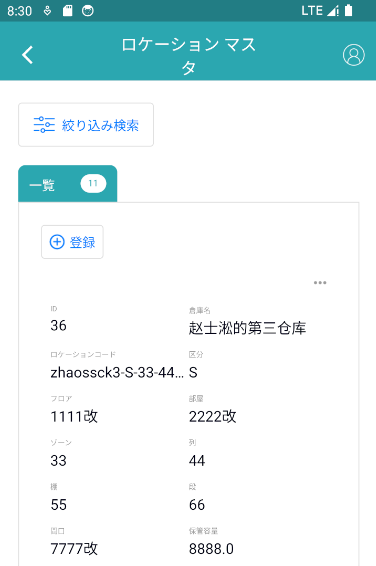 8:30
LTE
ロケーション マス
タ
絞り込み検索
一覧 11
登録
ID 倉庫名
36 赵士淞的第三仓库
ロケーションコード 区分
zhaossck3-S-33-44... S
フロア 部屋
1111改 2222改
ゾーン 列
33 44
棚 段
55 66
間口 保管容量
7777改 8888.0